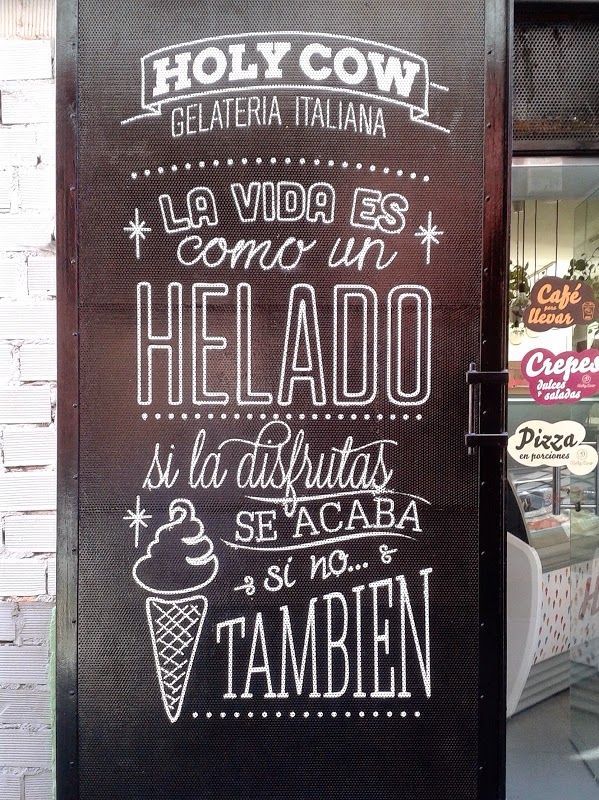 HOLY COW
GELATERIA ITALIANA
LA VIDA ES
como un
HELADO
si la disfrutas
SE ACABA
si no...
TAMBIEN
Café
para
llevar
Crepes
dulces
y saladas
Pizza
en porciones